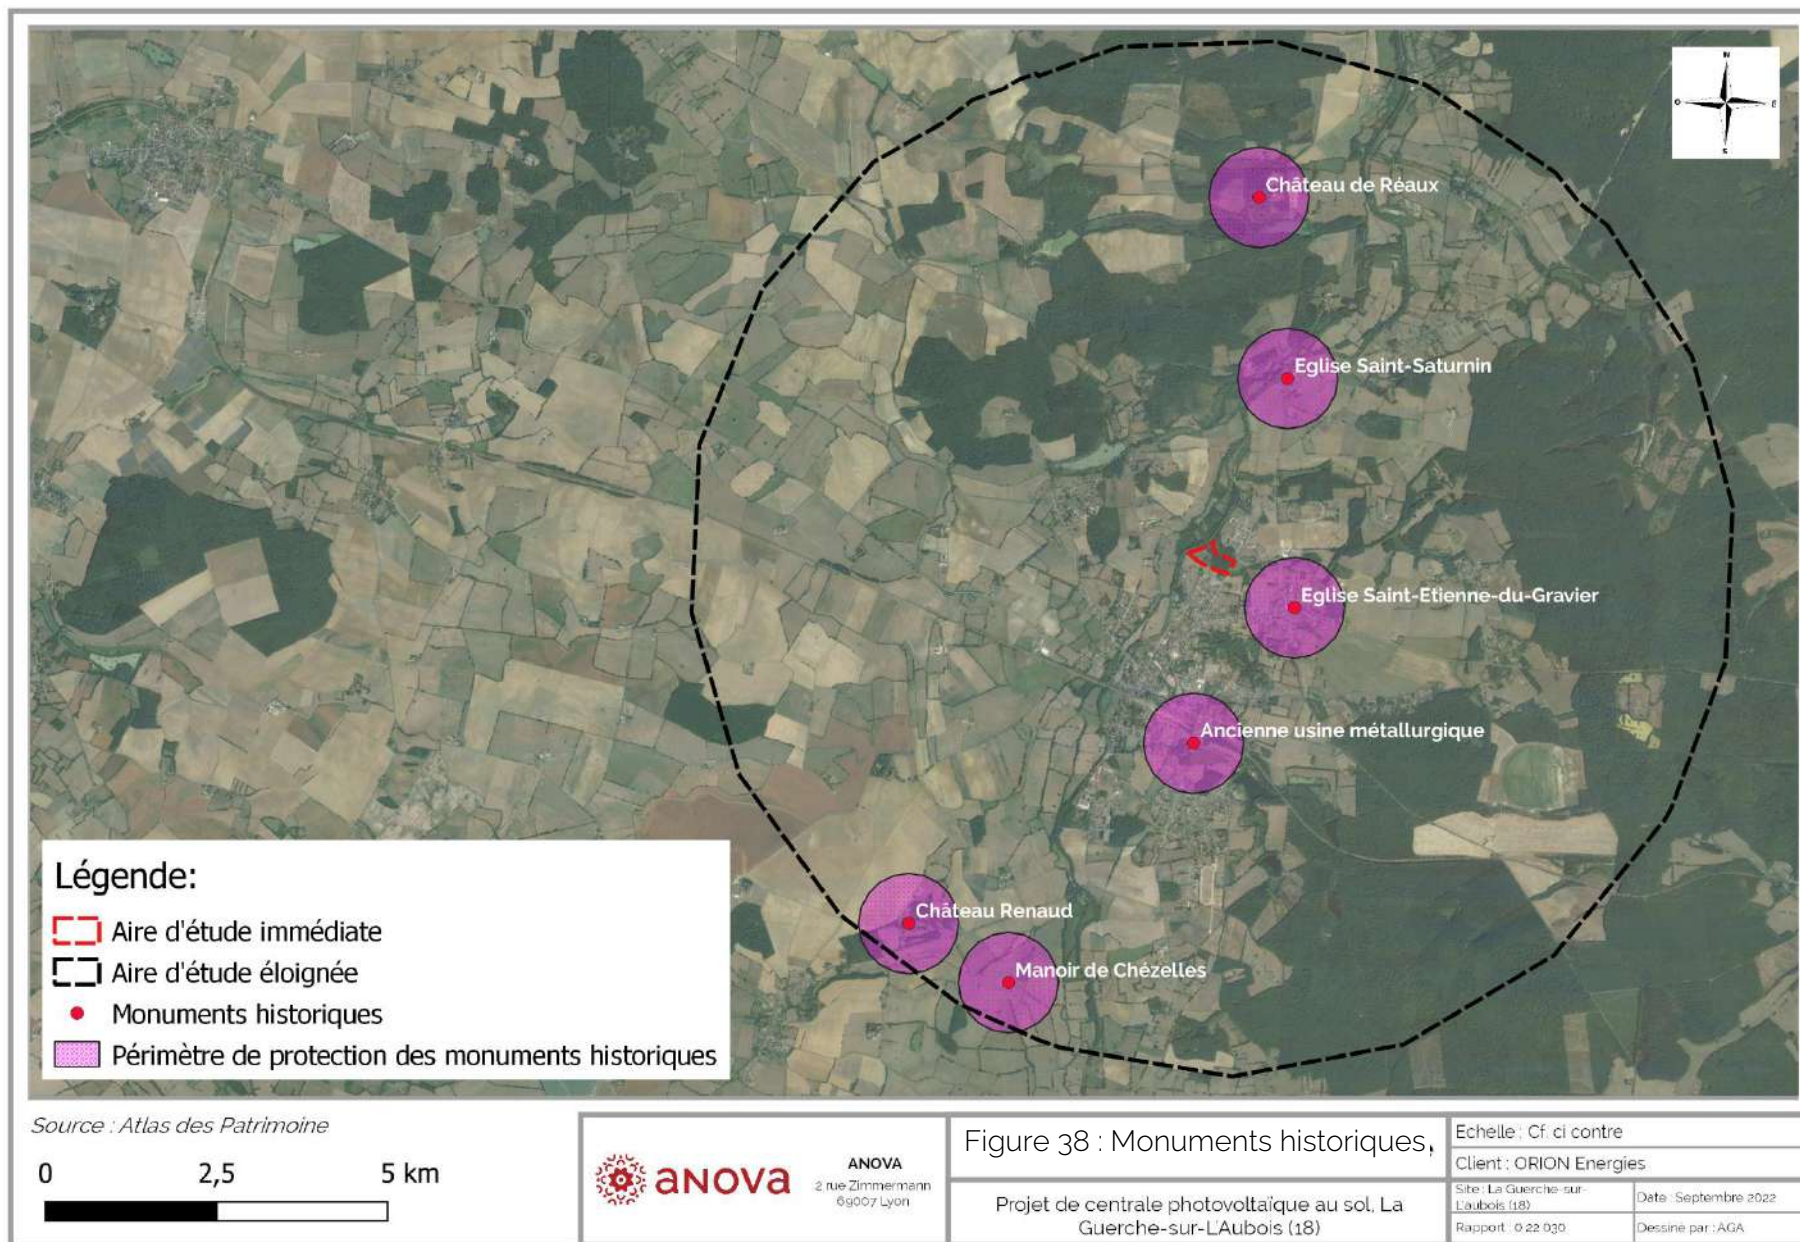 N
O
E
S
Château de Réaux
Eglise Saint-Saturnin
Eglise Saint-Etienne-du-Gravier
Ancienne usine métallurgique
Château Renaud
Manoir de Chézelles
Légende:
Aire d'étude immédiate
Aire d'étude éloignée
Monuments historiques
Périmètre de protection des monuments historiques
Source : Atlas des Patrimoine
0 2,5 5 km
ANOVA
ANOVA
2 rue Zimmermann
69007 Lyon
Figure 38 : Monuments historiques
Projet de centrale photovoltaïque au sol, La
Guerche-sur-L'Aubois (18)
Echelle : Cf. ci contre
Client : ORION Energies
Site : La Guerche-sur-
L'aubois (18)
Date : Septembre 2022
Rapport : 0 22 030
Dessiné par : AGA